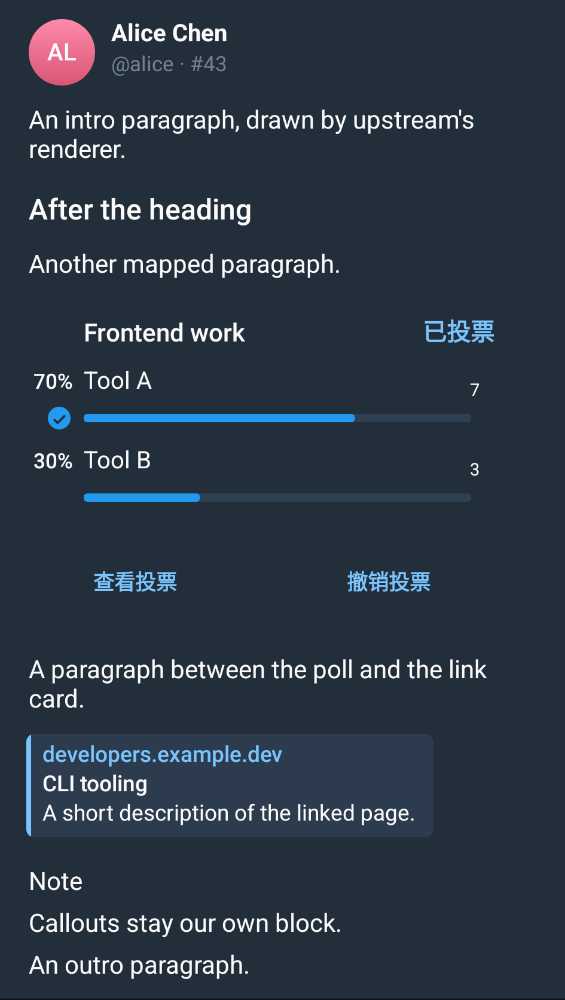 AL
Alice Chen
@alice · #43
An intro paragraph, drawn by upstream's
renderer.
After the heading
Another mapped paragraph.
Frontend work
已投票
70% Tool A
7
30% Tool B
3
查看投票
撤销投票
A paragraph between the poll and the link
card.
developers.example.dev
CLI tooling
A short description of the linked page.
Note
Callouts stay our own block.
An outro paragraph.